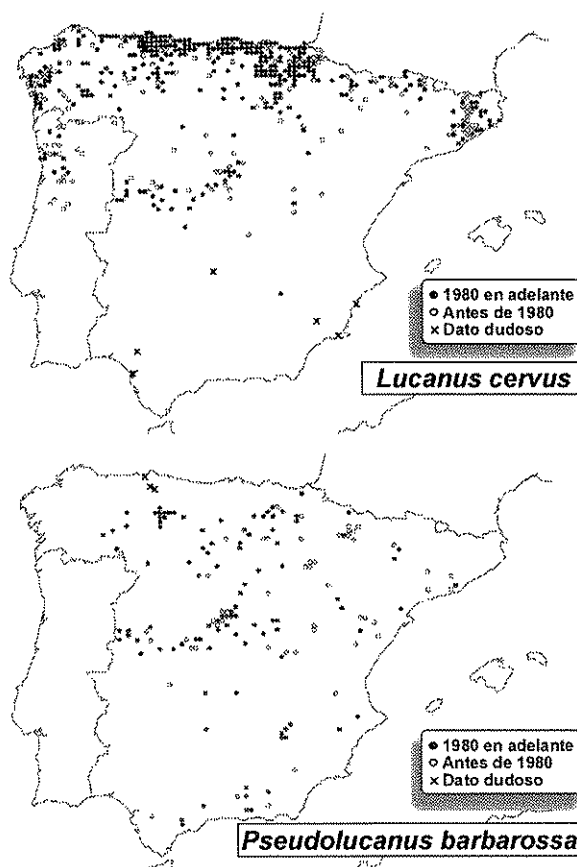 1980 en adelante
Antes de 1980
Dato dudoso
Lucanus cervus
1980 en adelante
Antes de 1980
Dato dudoso
Pseudolucanus barbarossa